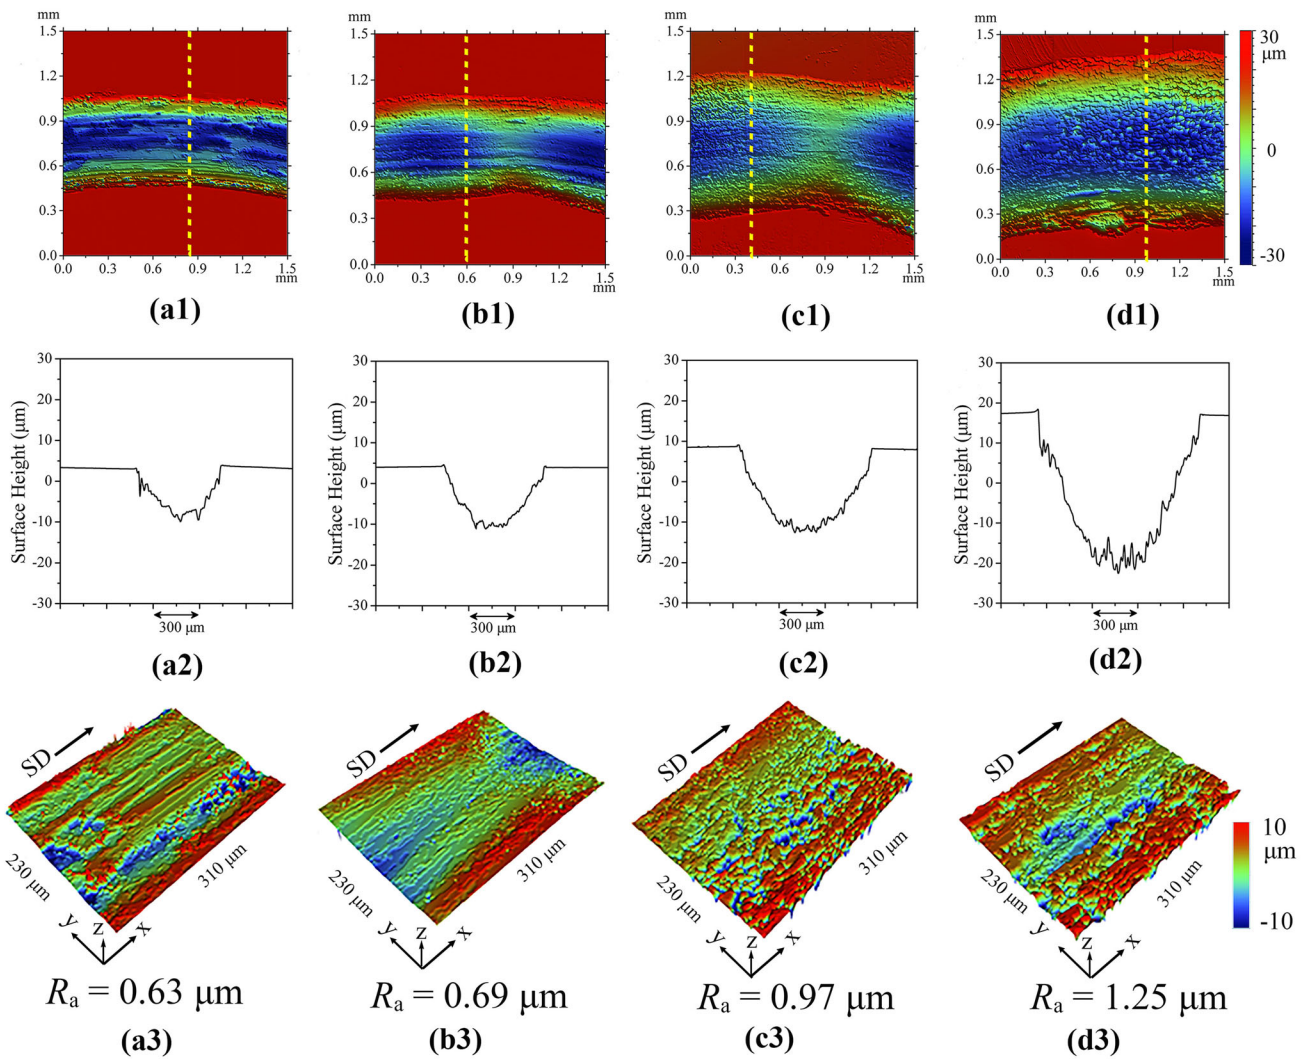 mm mm mm mm
1.5 1.5 1.5 1.5 30
μm
1.2 1.2 1.2 1.2
0.9 0.9 0.9 0.9
0
0.6 0.6 0.6 0.6
0.3 0.3 0.3 0.3
-30
0.0 0.0 0.0 0.0
0.0 0.3 0.6 0.9 1.2 1.5 0.0 0.3 0.6 0.9 1.2 1.5 0.0 0.3 0.6 0.9 1.2 1.5 0.0 0.3 0.6 0.9 1.2 1.5
mm mm mm mm
(a1) (b1) (c1) (d1)
30 30 30 30
20 20 20 20
10 10 10 10
0 0 0 0
-10 -10 -10 -10
-20 -20 -20 -20
-30 -30 -30 -30
Surface Height (μm) Surface Height (μm) Surface Height (μm) Surface Height (μm)
300 μm 300 μm 300 μm 300 μm
(a2) (b2) (c2) (d2)
SD SD SD SD
10
μm
-10
230 μm 310 μm 230 μm 310 μm 230 μm 310 μm 230 μm 310 μm
y z x y z x y z x y z x
Ra = 0.63 μm Ra = 0.69 μm Ra = 0.97 μm Ra = 1.25 μm
(a3) (b3) (c3) (d3)